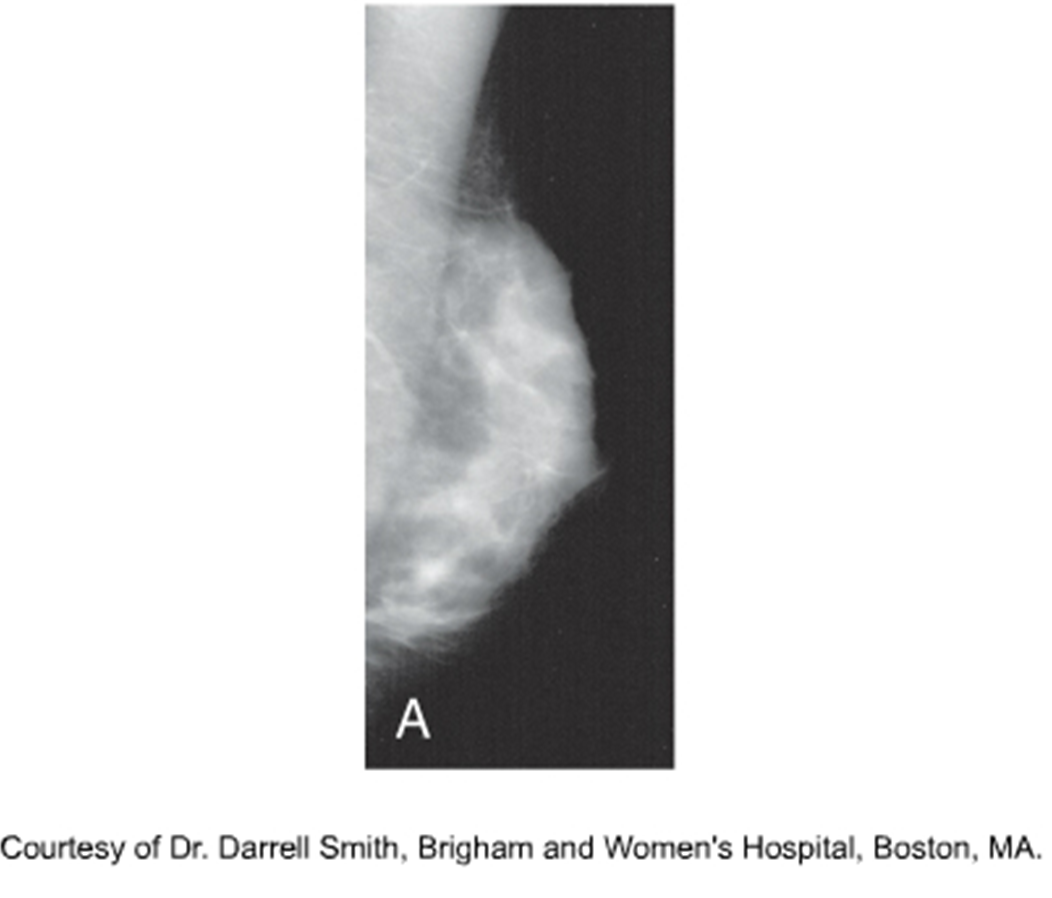 A
Courtesy of Dr. Darrell Smith, Brigham and Women's Hospital, Boston, MA.